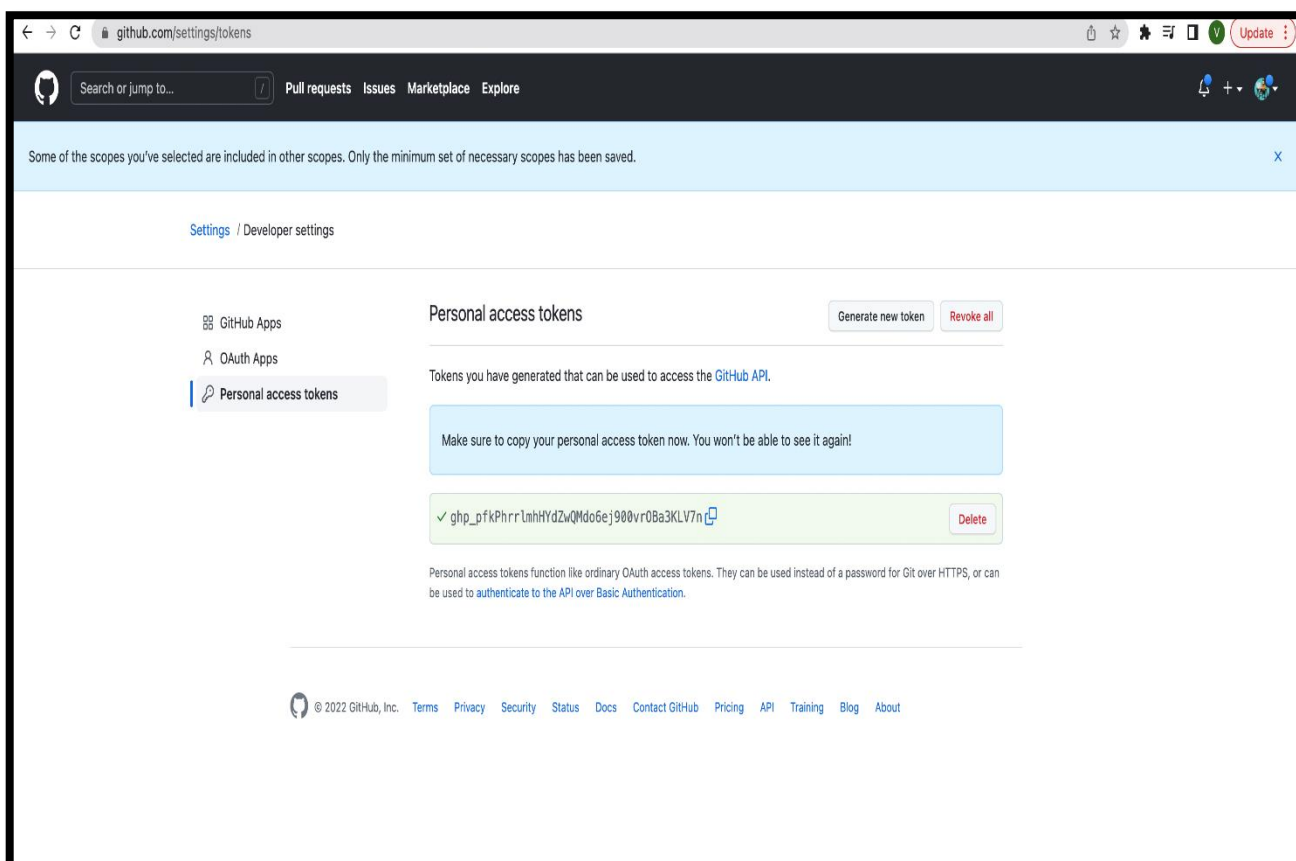 github.com/settings/tokens
V
Update
Search or jump to...
/
Pull requests Issues Marketplace Explore
Some of the scopes you've selected are included in other scopes. Only the minimum set of necessary scopes has been saved.
Settings / Developer settings
GitHub Apps
OAuth Apps
Personal access tokens
Personal access tokens
Generate new token
Revoke all
Tokens you have generated that can be used to access the GitHub API.
Make sure to copy your personal access token now. You won't be able to see it again!
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
Delete
Personal access tokens function like ordinary OAuth access tokens. They can be used instead of a password for Git over HTTPS, or can
be used to authenticate to the API over Basic Authentication.
© 2022 GitHub, Inc. Terms Privacy Security Status Docs Contact GitHub Pricing API Training Blog About